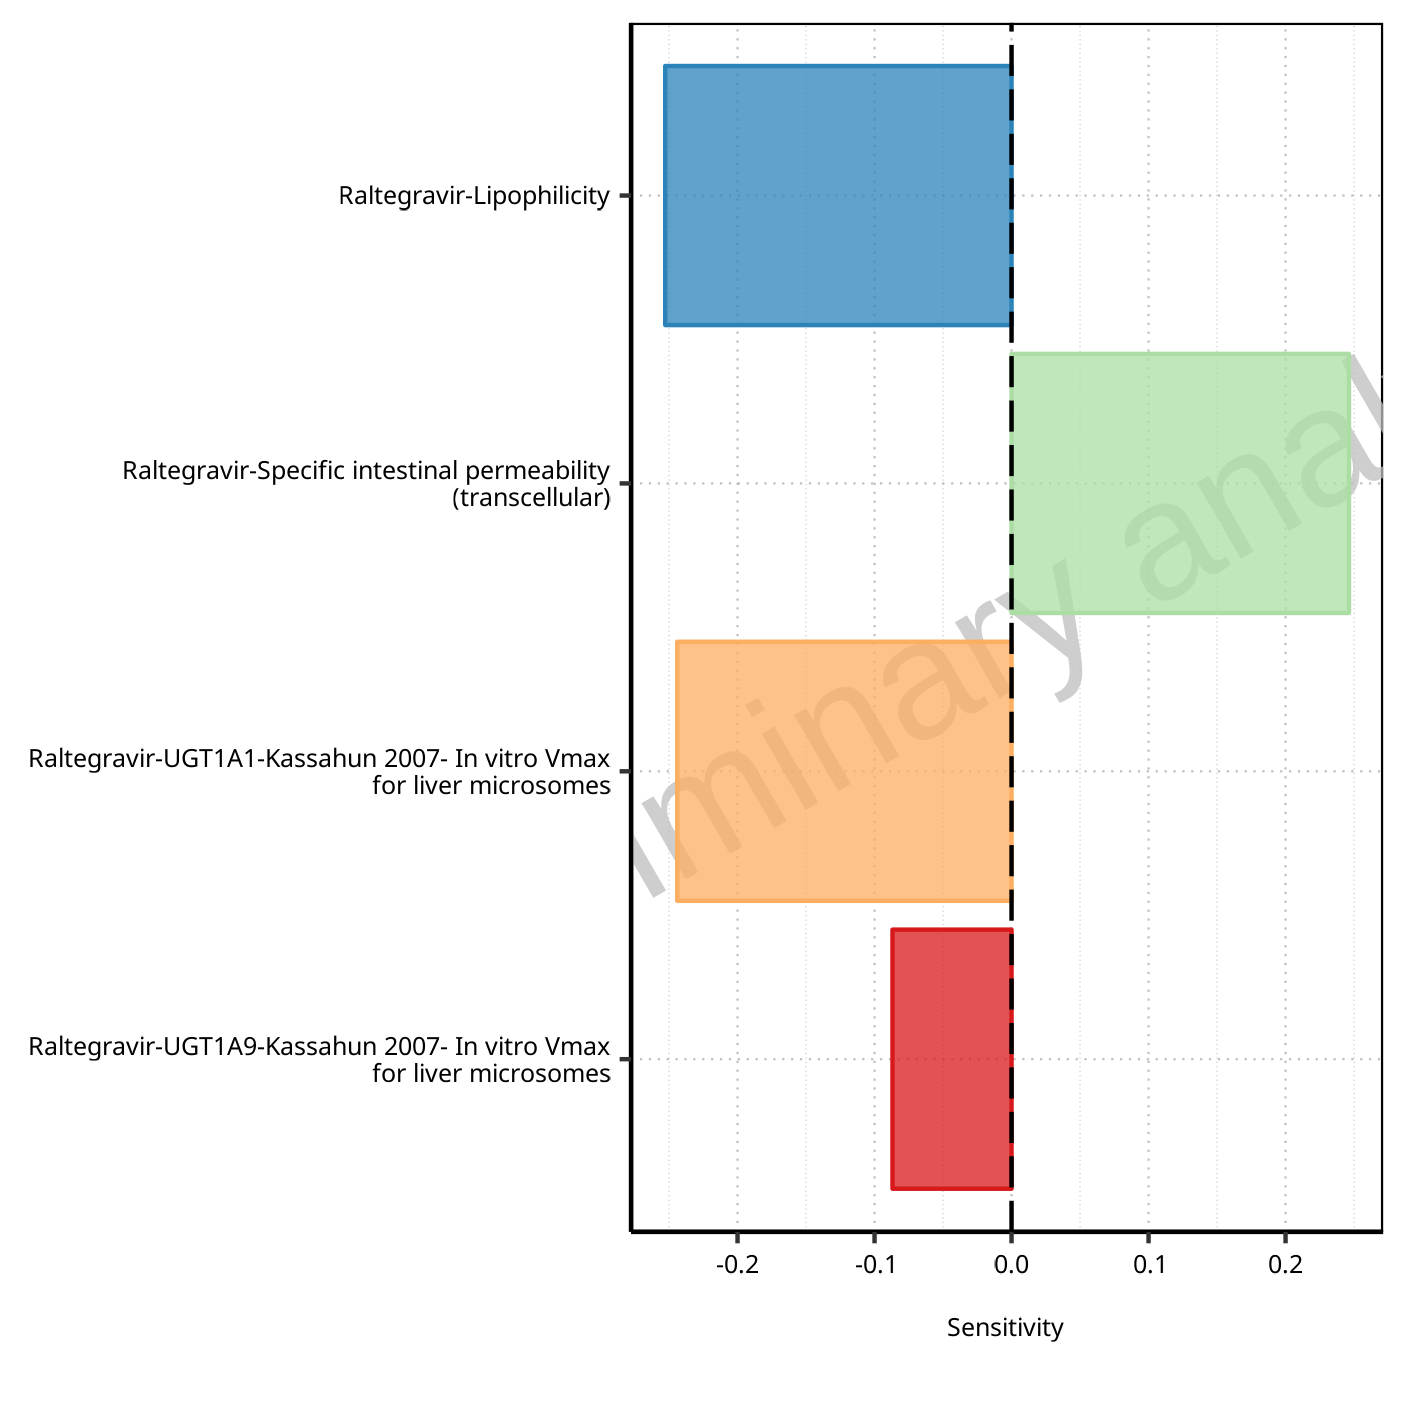 Raltegravir-Lipophilicity
Raltegravir-Specific intestinal permeability
(transcellular)
Raltegravir-UGT1A1-Kassahun 2007- In vitro Vmax
for liver microsomes
Raltegravir-UGT1A9-Kassahun 2007- In vitro Vmax
for liver microsomes
-0.2 -0.1 0.0 0.1 0.2
Sensitivity